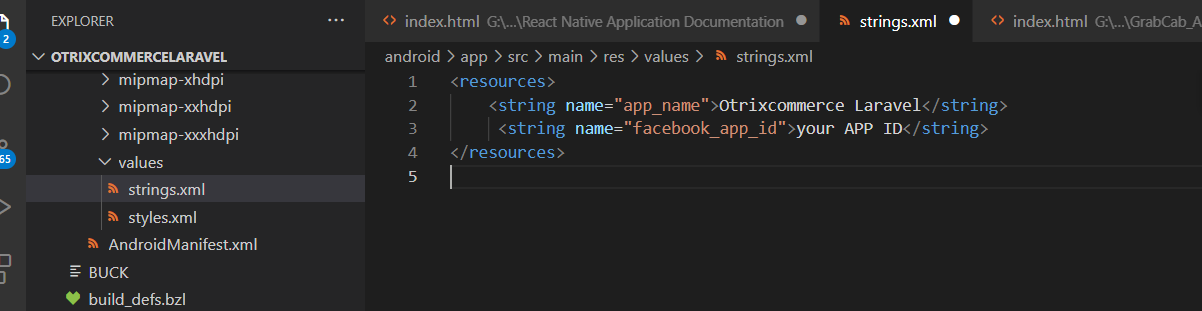 EXPLORER ···
OTRIXCOMMERCELARAVEL
mipmap-xhdpi
mipmap-xxhdpi
mipmap-xxxhdpi
values
strings.xml
styles.xml
AndroidManifest.xml
BUCK
build_defs.bzl
2
65
index.html G:\...\React Native Application Documentation
strings.xml
index.html G:\...\GrabCab_A
android > app > src > main > res > values > strings.xml
1 <resources>
2 <string name="app_name">Otrixcommerce Laravel</string>
3 <string name="facebook_app_id">your APP ID</string>
4 </resources>
5